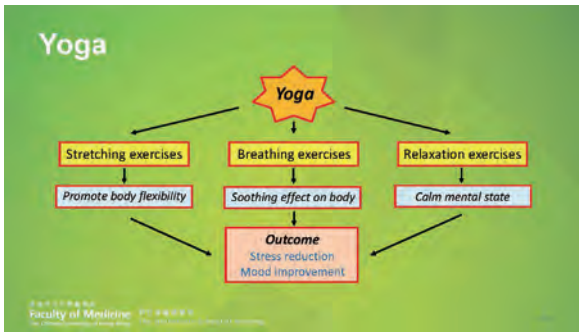 Yoga
Yoga
Stretching exercises
Breathing exercises
Relaxation exercises
Promote body flexibility
Soothing effect on body
Calm mental state
Outcome
Stress reduction
Mood improvement
Faculty of Medicine